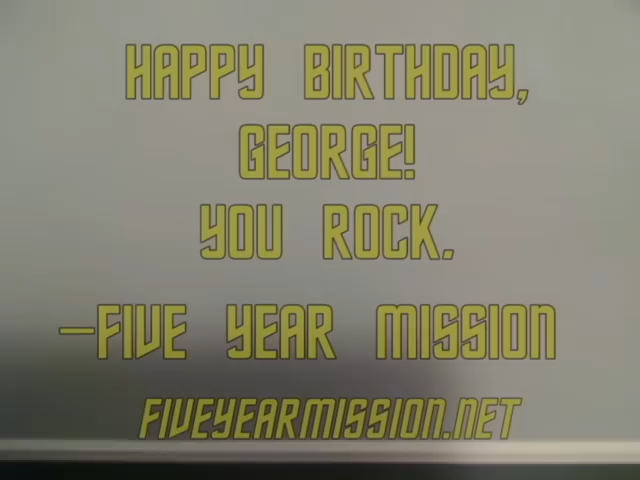 HAPPY BIRTHDAY,
GEORGE!
YOU ROCK.
—FIVE YEAR MISSION
FIVEYEARMISSION.NET